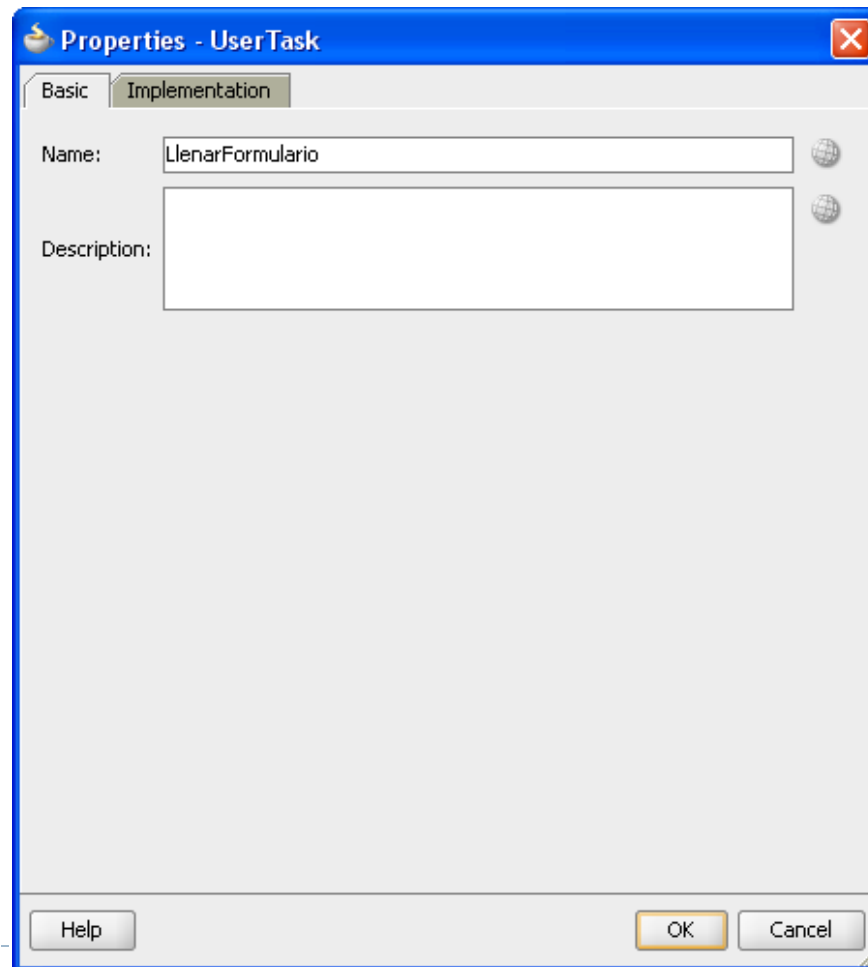 Properties - UserTask
Basic Implementation
Name: LlenarFormulario
Description:
Help OK Cancel